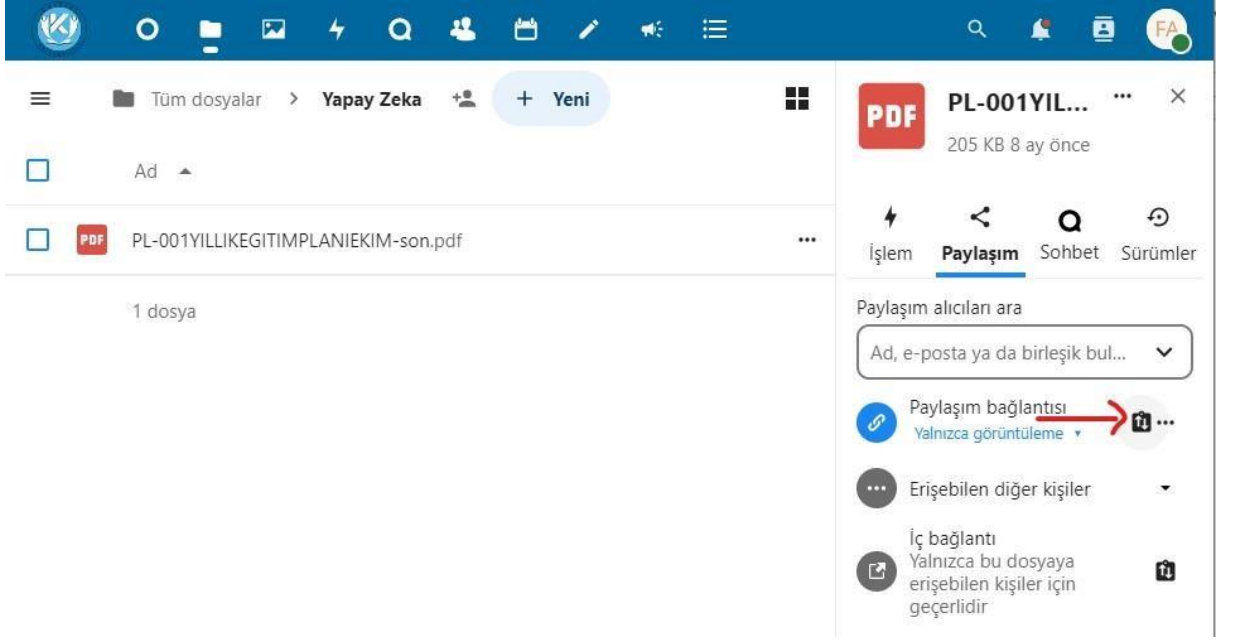 FA
Tüm dosyalar > Yapay Zeka + Yeni
Ad
PDF PL-001YILLIKEGITIMPLANIEKIM-son.pdf ...
1 dosya
PDF PL-001YIL... ...
205 KB 8 ay önce
İşlem Paylaşım Sohbet Sürümler
Paylaşım alıcıları ara
Ad, e-posta ya da birleşik bul...
Paylaşım bağlantısı
Yalnızca görüntüleme
Erişebilen diğer kişiler
İç bağlantı
Yalnızca bu dosyaya
erişebilen kişiler için
geçerlidir